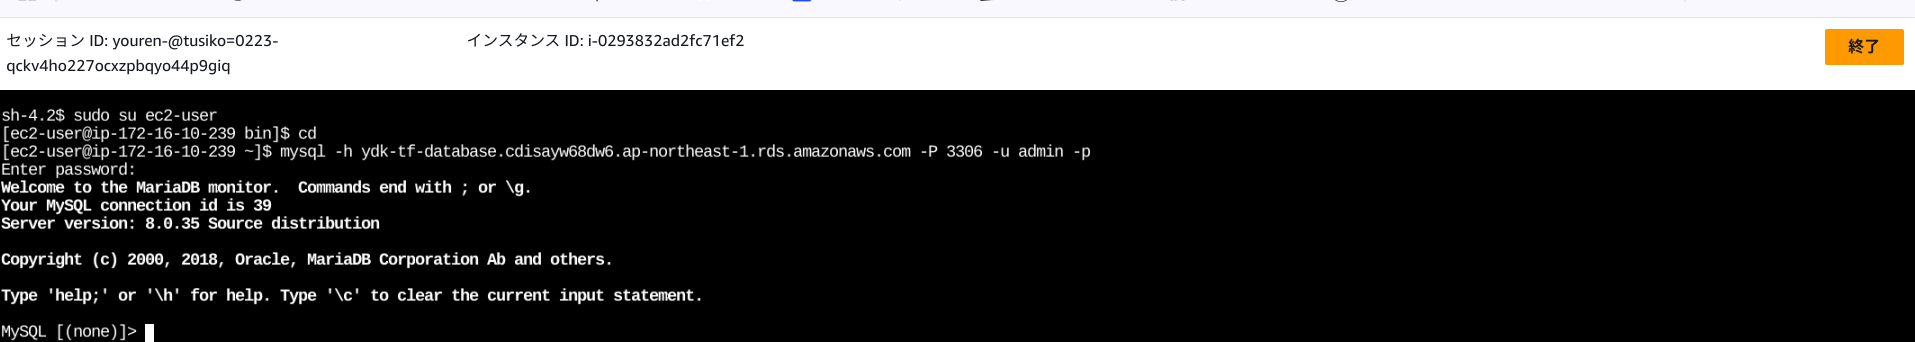 セッション ID: youren-@tusiko=0223-
qckv4ho227ocxzpbqyo44p9giq
インスタンス ID: i-0293832ad2fc71ef2
終了
sh-4.2$ sudo su ec2-user
[ec2-user@ip-172-16-10-239 bin]$ cd
[ec2-user@ip-172-16-10-239 ~]$ mysql -h ydk-tf-database.cdisayw68dw6.ap-northeast-1.rds.amazonaws.com -P 3306 -u admin -p
Enter password:
Welcome to the MariaDB monitor.  Commands end with ; or \g.
Your MySQL connection id is 39
Server version: 8.0.35 Source distribution
Copyright (c) 2000, 2018, Oracle, MariaDB Corporation Ab and others.
Type 'help;' or '\h' for help. Type '\c' to clear the current input statement.
MySQL [(none)]>